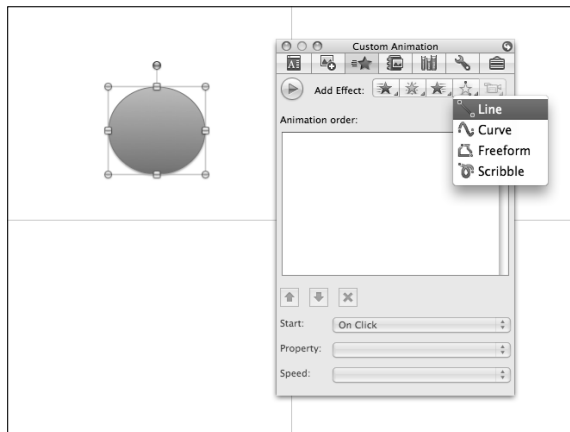 Custom Animation
Add Effect:
Line
Animation order:
Curve
Freeform
Scribble
Start: On Click
Property:
Speed: